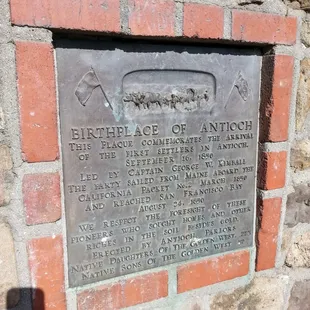 BIRTHPLACE OF ANTIOCH
THIS PLAQUE COMMEMORATES THE ARRIVAL
OF THE FIRST SETTLERS IN ANTIOCH,
SEPTEMBER 16, 1850
LED BY CAPTAIN GEORGE W. KIMBALL
THE PARTY SAILED FROM MAINE ABOARD THE
CALIFORNIA PACKET MARCH 1850
AND REACHED SAN FRANCISCO BAY
AUGUST 24, 1850
WE RESPECT THE FORESIGHT OF THESE
PIONEERS WHO SOUGHT HOMES AND OTHER
RICHES IN THE SOIL BESIDES GOLD.
ERECTED BY ANTIOCH PARLORS
NATIVE DAUGHTERS OF THE GOLDEN WEST AND
NATIVE SONS OF THE GOLDEN WEST